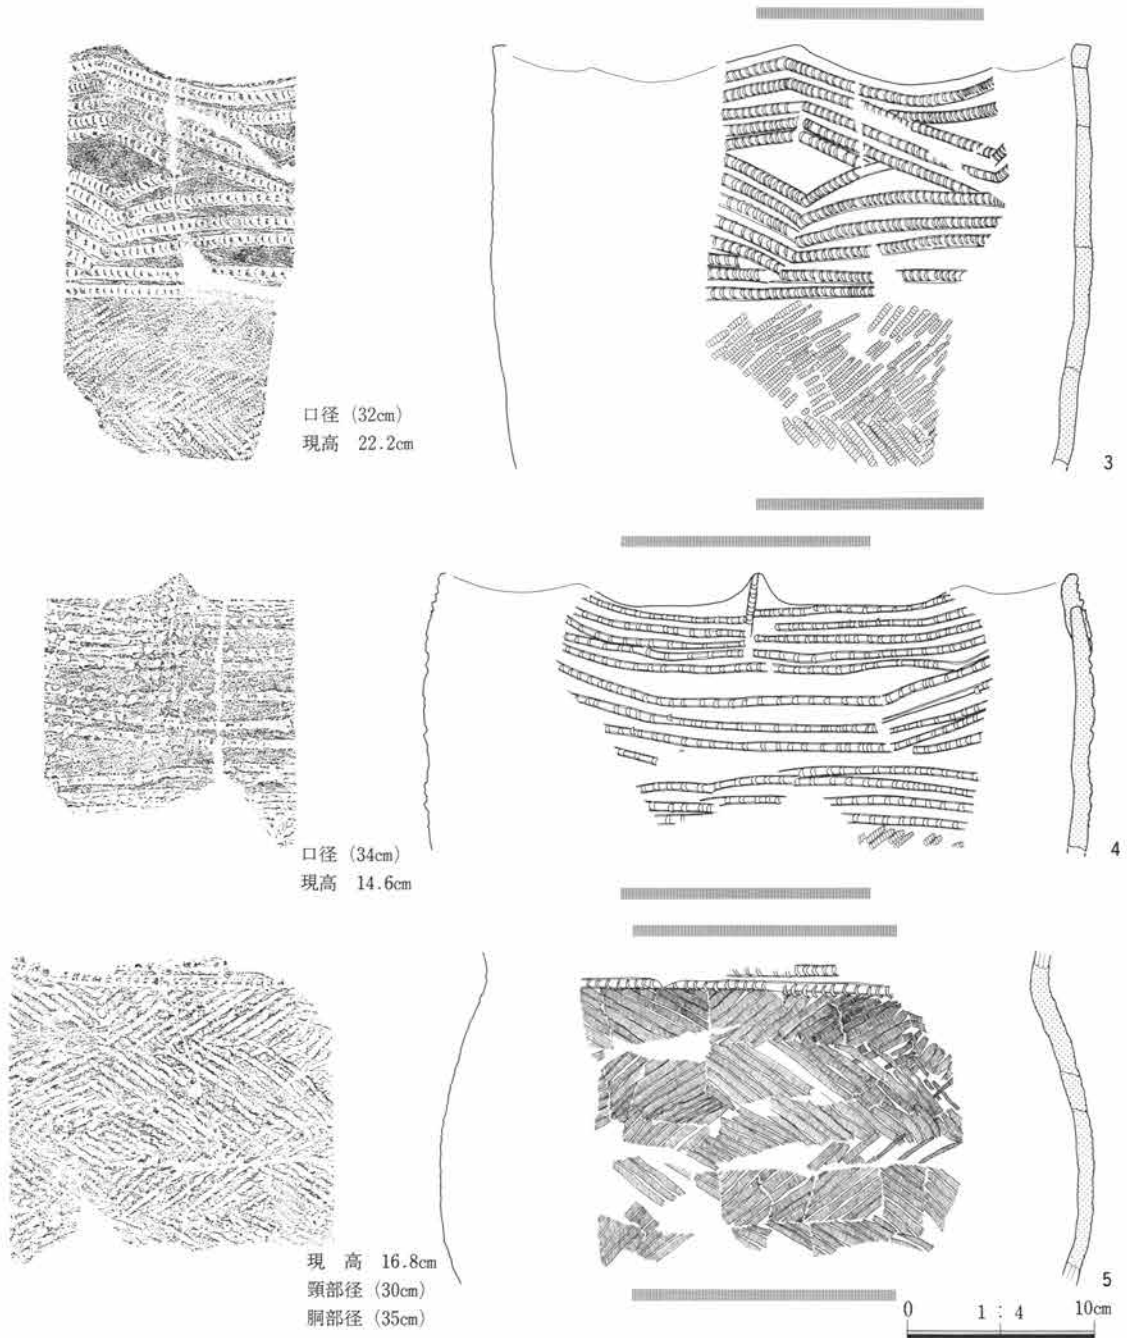 口径 (32cm)
現高 22.2cm
3
口径 (34cm)
現高 14.6cm
4
現 高 16.8cm
頸部径 (30cm)
胴部径 (35cm)
5
0 1 : 4 10cm